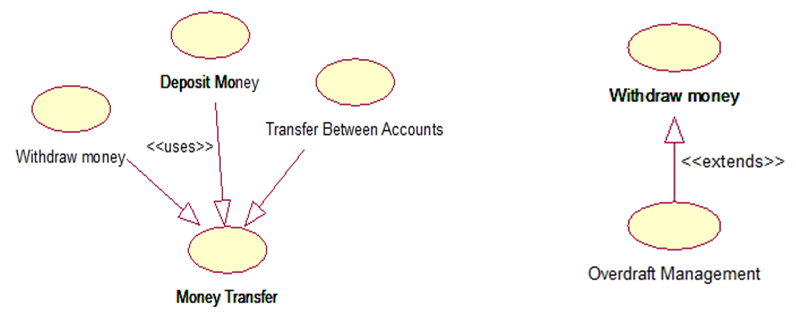 Deposit Money
Withdraw money
<<uses>>
Transfer Between Accounts
Money Transfer
Withdraw money
<<extends>>
Overdraft Management